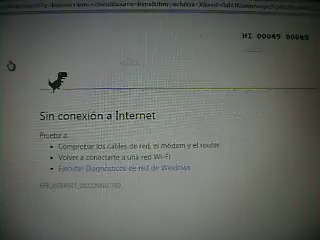 HI 00049 00085
Sin conexión a Internet
Prueba a:
Comprobar los cables de red, el módem y el router
Volver a conectarte a una red Wi-Fi
Ejecutar Diagnósticos de red de Windows
ERR_INTERNET_DISCONNECTED